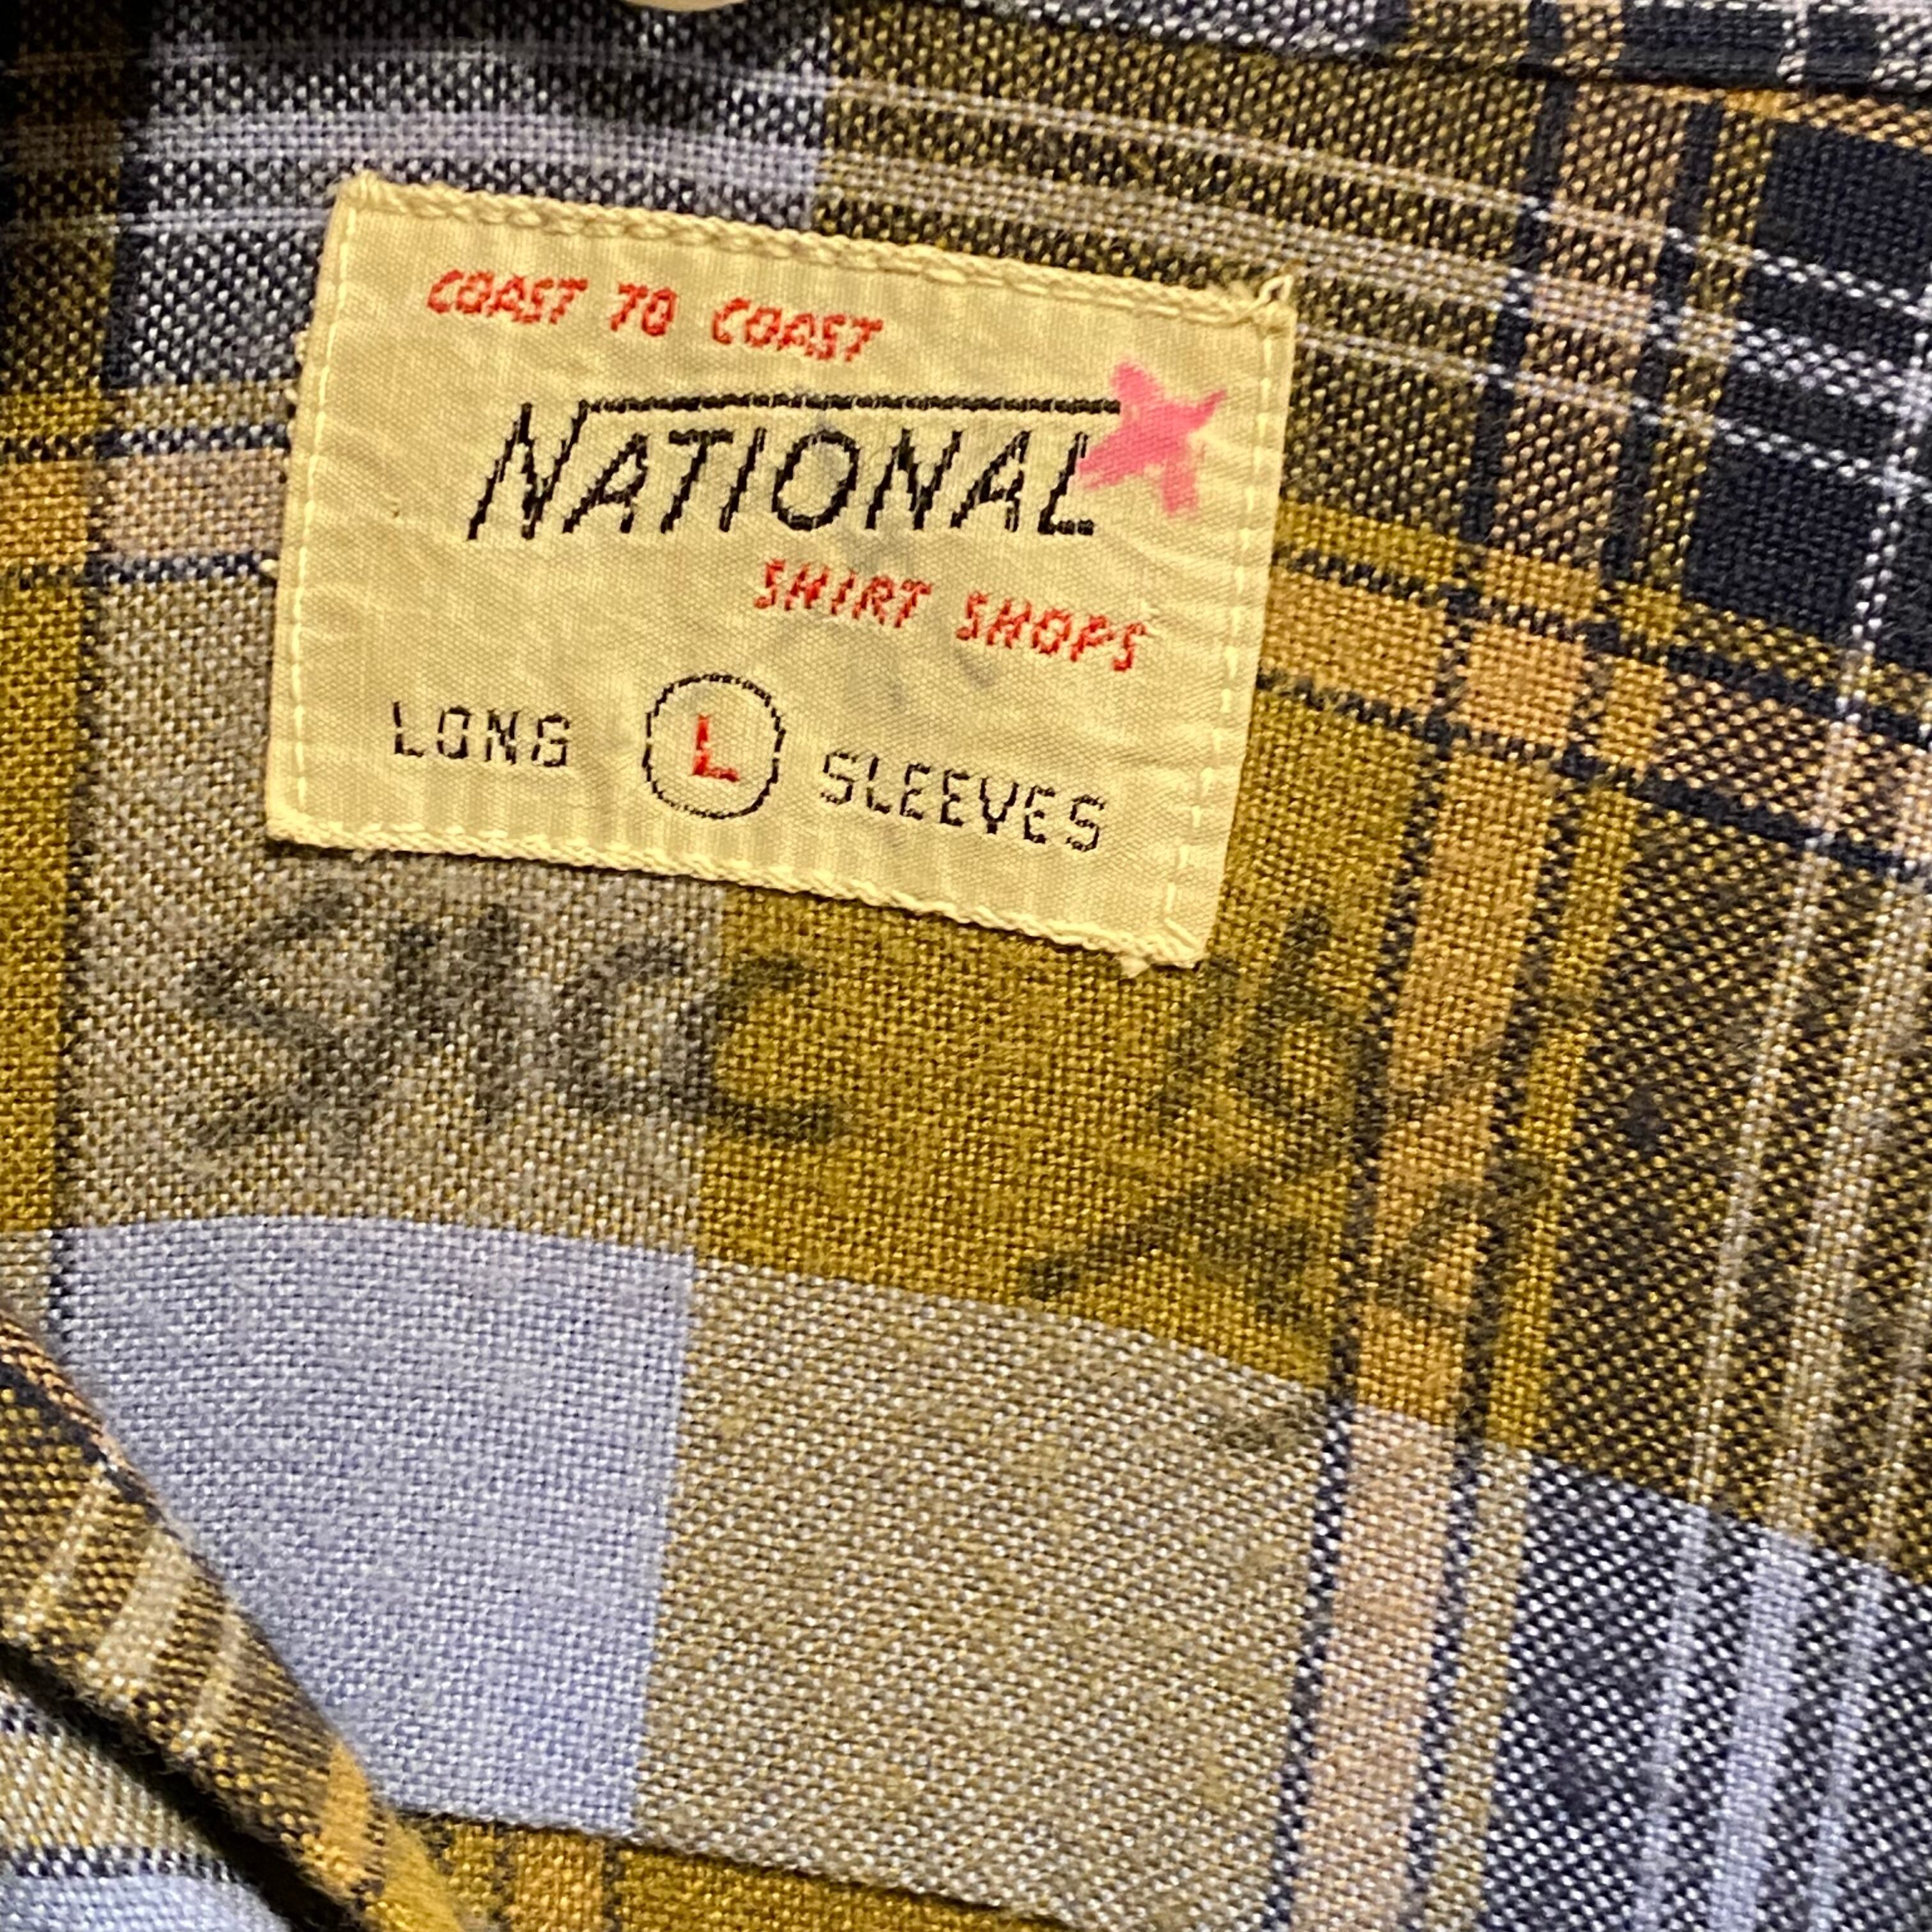 COAST TO COAST
NATIONAL
SHIRT SHOPS
LONG L SLEEVES